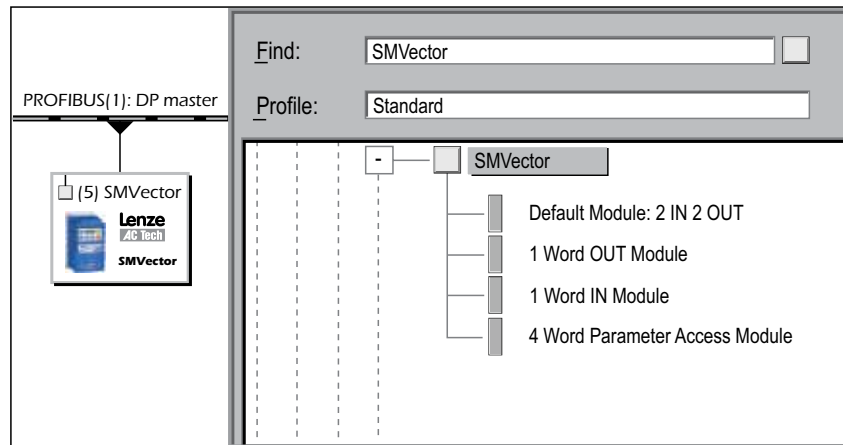 PROFIBUS(1): DP master
(5) SMVector
Lenze
AC Tech
SMVector
Find:
SMVector
Profile:
Standard
-
SMVector
Default Module: 2 IN 2 OUT
1 Word OUT Module
1 Word IN Module
4 Word Parameter Access Module